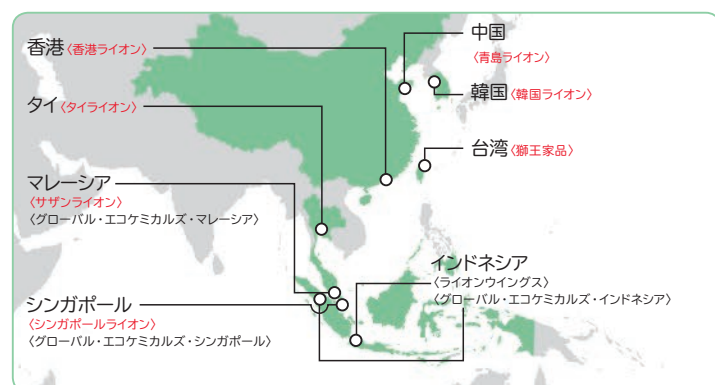 香港〈香港ライオン〉
タイ〈タイライオン〉
マレーシア
〈サザンライオン〉
〈グローバル・エコケミカルズ・マレーシア〉
シンガポール
〈シンガポールライオン〉
〈グローバル・エコケミカルズ・シンガポール〉
中国
〈青島ライオン〉
韓国〈韓国ライオン〉
台湾〈獅王家品〉
インドネシア
〈ライオンウイングス〉
〈グローバル・エコケミカルズ・インドネシア〉